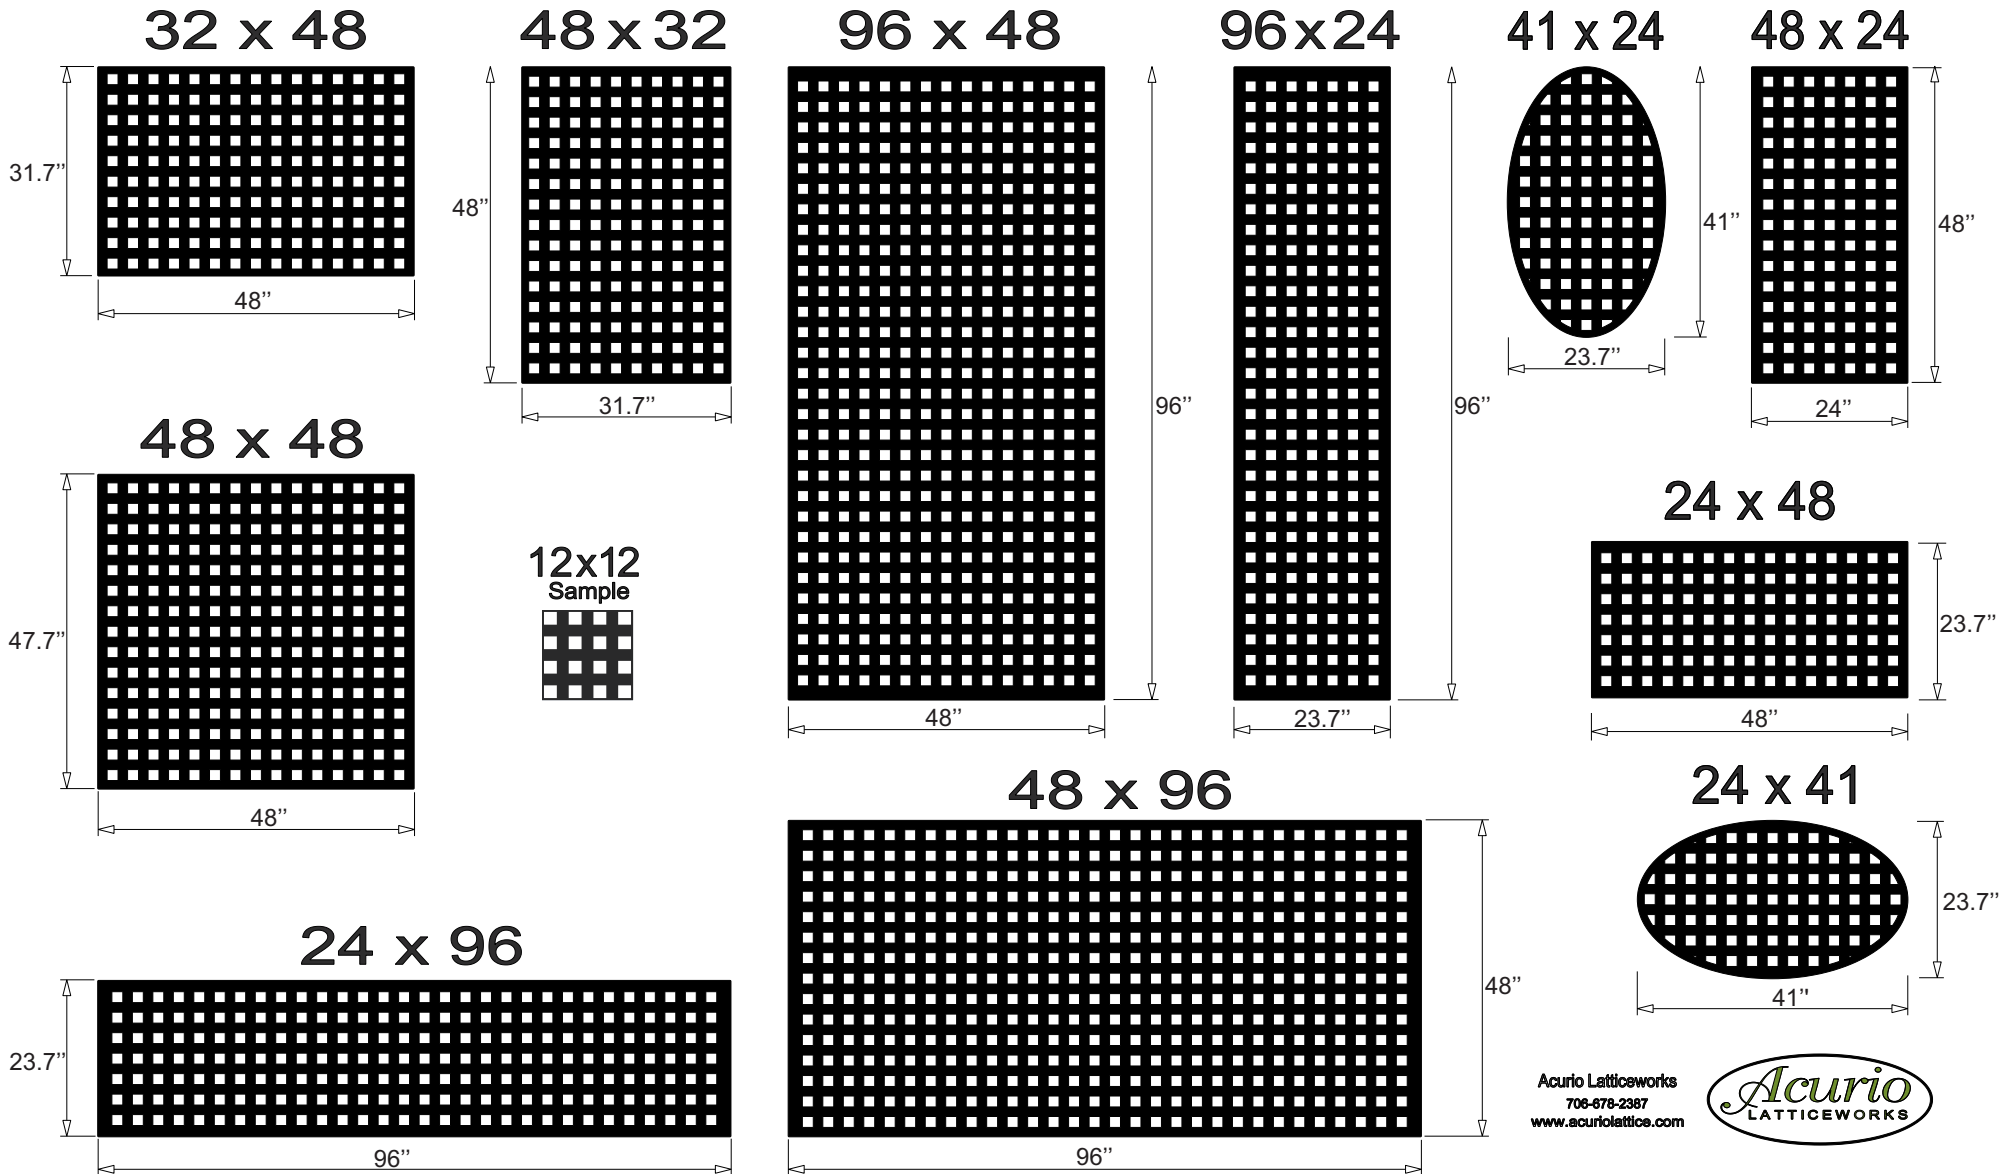 32 x 48
31.7’’
48’’
48 x 32
48’’
31.7’’
96 x 48
96’’
48’’
96x24
96’’
23.7’’
41 x 24
41’’
23.7’’
48 x 24
48’’
24’’
48 x 48
47.7’’
48’’
12x12
Sample
24 x 48
23.7’’
48’’
24 x 96
23.7’’
96’’
48 x 96
48’’
96’’
24 x 41
23.7’’
41’’
Acurio Latticeworks
706-678-2387
www.acuriolattice.com
Acurio
LATTICEWORKS